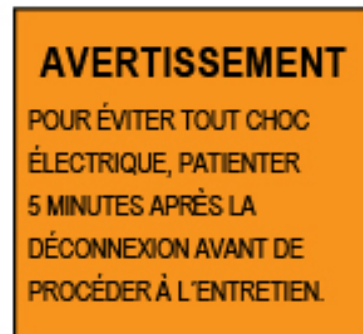 AVERTISSEMENT
POUR ÉVITER TOUT CHOC
ÉLECTRIQUE, PATIENTER
5 MINUTES APRÈS LA
DÉCONNEXION AVANT DE
PROCÉDER À L´ENTRETIEN.